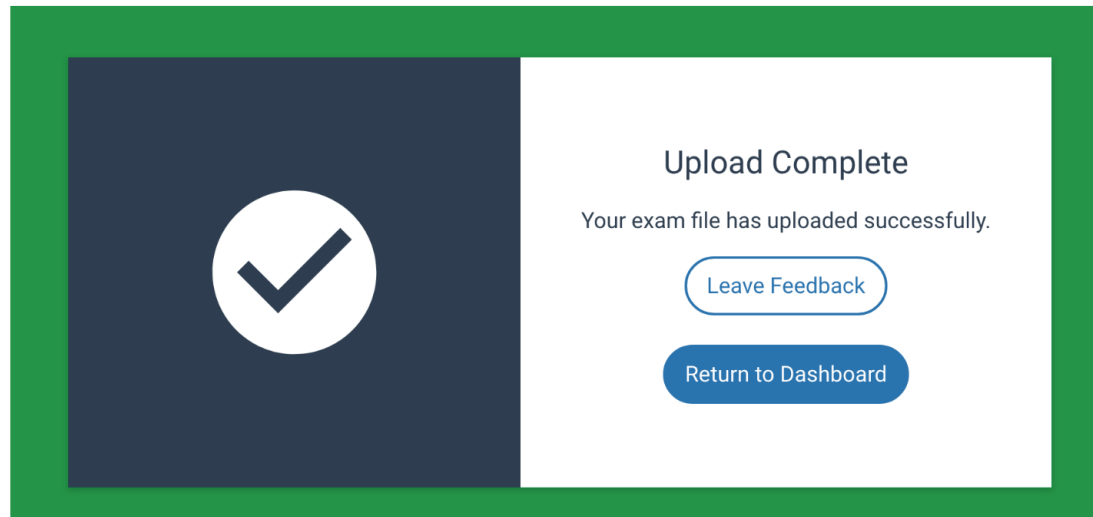 Upload Complete
Your exam file has uploaded successfully.
Leave Feedback
Return to Dashboard